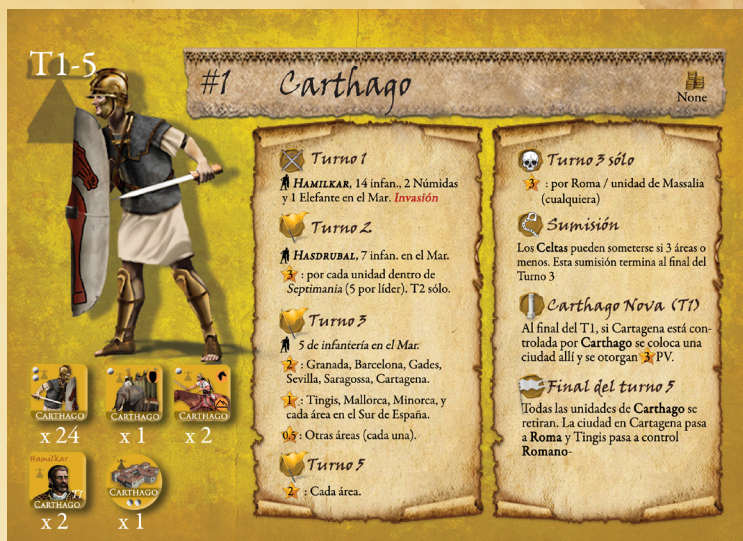 T1-5
#1 Carthago
None
Turno 1
HAMILKAR, 14 infan., 2 Númidas
y 1 Elefante en el Mar. Invasión
Turno 2
HASDRUBAL, 7 infan. en el Mar.
3 : por cada unidad dentro de
Septimania (5 por líder). T2 sólo.
Turno 3
5 de infantería en el Mar.
2 : Granada, Barcelona, Gades,
Sevilla, Saragossa, Cartagena.
1 : Tingis, Mallorca, Minorca, y
cada área en el Sur de España.
0.5 : Otras áreas (cada una).
Turno 5
2 : Cada área.
Turno 3 sólo
3 : por Roma / unidad de Massalia
(cualquiera)
Sumisión
Los Celtas pueden someterse si 3 áreas o
menos. Esta sumisión termina al final del
Turno 3
Carthago Nova (T1)
Al final del T1, si Cartagena está con-
trolada por Carthago se coloca una
ciudad allí y se otorgan 3 PV.
Final del turno 5
Todas las unidades de Carthago se
retiran. La ciudad en Cartagena pasa
a Roma y Tingis pasa a control
Romano-
CARTHAGO
x 24
CARTHAGO
x 1
CARTHAGO
x 2
Hamilkar
T1
CARTHAGO
x 2
CARTHAGO
x 1